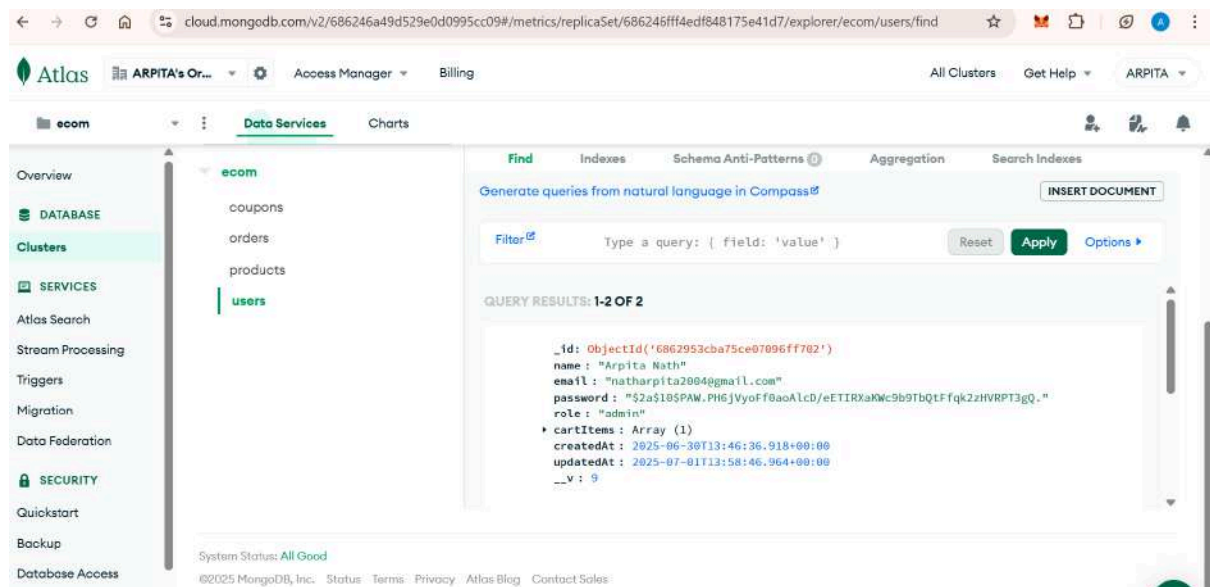 cloud.mongodb.com/v2/686246a49d529e0d0995cc09#/metrics/replicaSet/686246fff4edf848175e41d7/explorer/ecom/users/find
A
Atlas
ARPITA's Or...
Access Manager
Billing
All Clusters
Get Help
ARPITA
ecom
Data Services
Charts
Overview
DATABASE
Clusters
SERVICES
Atlas Search
Stream Processing
Triggers
Migration
Data Federation
SECURITY
Quickstart
Backup
Database Access
ecom
coupons
orders
products
users
Find Indexes Schema Anti-Patterns 0 Aggregation Search Indexes
Generate queries from natural language in Compass
INSERT DOCUMENT
Filter
Type a query: { field: 'value' }
Reset
Apply
Options
QUERY RESULTS: 1-2 OF 2
_id: ObjectId('6862953cba75ce07096ff702')
name : "Arpita Nath"
email : "natharpita2004@gmail.com"
password : "$2a$10$PAW.PH6jVyoFf0aoAlcD/eETIRXaKWc9b9TbQtFfqk2zHVRPT3gQ."
role : "admin"
cartItems : Array (1)
createdAt : 2025-06-30T13:46:36.918+00:00
updatedAt : 2025-07-01T13:58:46.964+00:00
__v : 9
System Status: All Good
©2025 MongoDB, Inc. Status Terms Privacy Atlas Blog Contact Sales